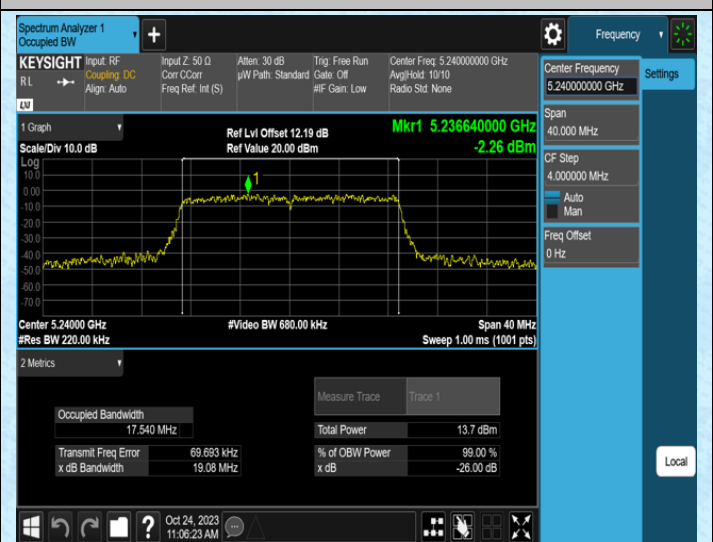 Spectrum Analyzer 1
Occupied BW
+
Frequency
KEYSIGHT
RL
LXI
Input: RF
Coupling: DC
Align: Auto
Input Z: 50 Ω
Corr CCorr
Freq Ref: Int (S)
Atten: 30 dB
µW Path: Standard
Trig: Free Run
Gate: Off
#IF Gain: Low
Center Freq: 5.240000000 GHz
Avg|Hold: 10/10
Radio Std: None
Center Frequency
5.240000000 GHz
Settings
Span
40.000 MHz
CF Step
4.000000 MHz
Auto
Man
Freq Offset
0 Hz
Local
1 Graph
Scale/Div 10.0 dB
Ref Lvl Offset 12.19 dB
Ref Value 20.00 dBm
Mkr1 5.236640000 GHz
-2.26 dBm
Log
10.0
0.00
-10.0
-20.0
-30.0
-40.0
-50.0
-60.0
-70.0
1
Center 5.24000 GHz
#Res BW 220.00 kHz
#Video BW 680.00 kHz
Span 40 MHz
Sweep 1.00 ms (1001 pts)
2 Metrics
Measure Trace Trace 1
Occupied Bandwidth
17.540 MHz
Total Power 13.7 dBm
Transmit Freq Error 69.693 kHz
% of OBW Power 99.00 %
x dB Bandwidth 19.08 MHz
x dB -26.00 dB
?
Oct 24, 2023
11:06:23 AM